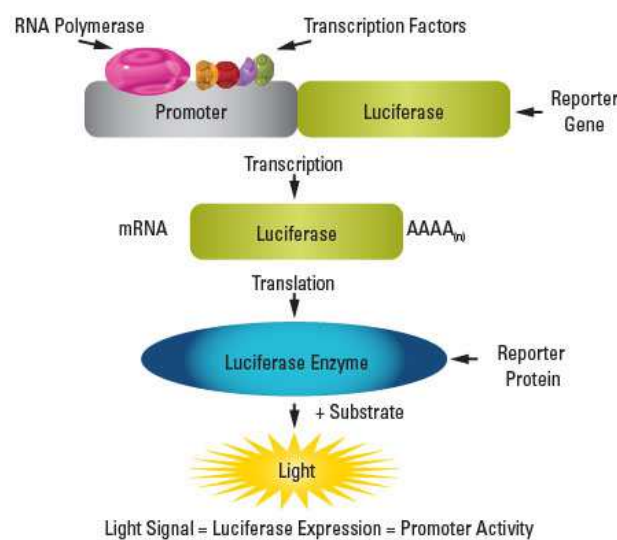 RNA Polymerase
Transcription Factors
Promoter
Luciferase
Reporter
Gene
Transcription
mRNA
Luciferase
AAAA(n)
Translation
Luciferase Enzyme
Reporter
Protein
+ Substrate
Light
Light Signal = Luciferase Expression = Promoter Activity